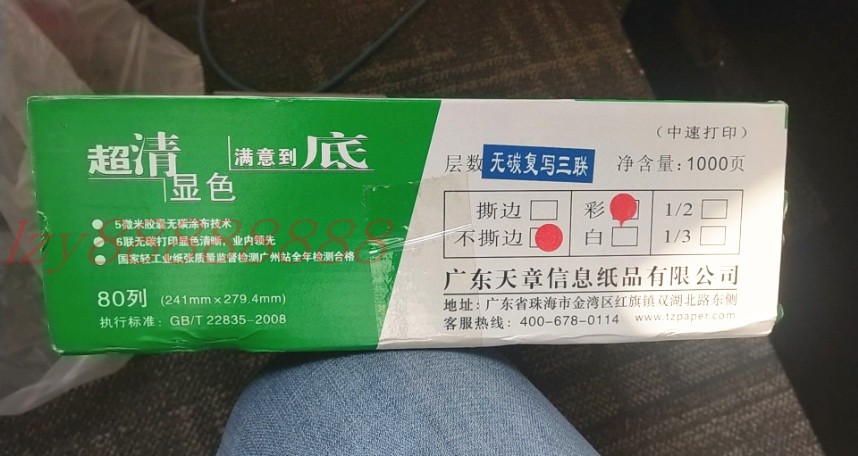 超清显色
满意到底
5微米胶囊无碳涂布技术
6联无碳打印显色清晰、业内领先
国家轻工业纸张质量监督检测广州站全年检测合格
80列 (241mm×279.4mm)
执行标准: GB/T 22835-2008
(中速打印)
层数 无碳复写三联 净含量: 1000页
撕边 彩 1/2
不撕边 白 1/3
广东天章信息纸品有限公司
地址: 广东省珠海市金湾区红旗镇双湖北路东侧
客服热线: 400-678-0114 www.tzpaper.com